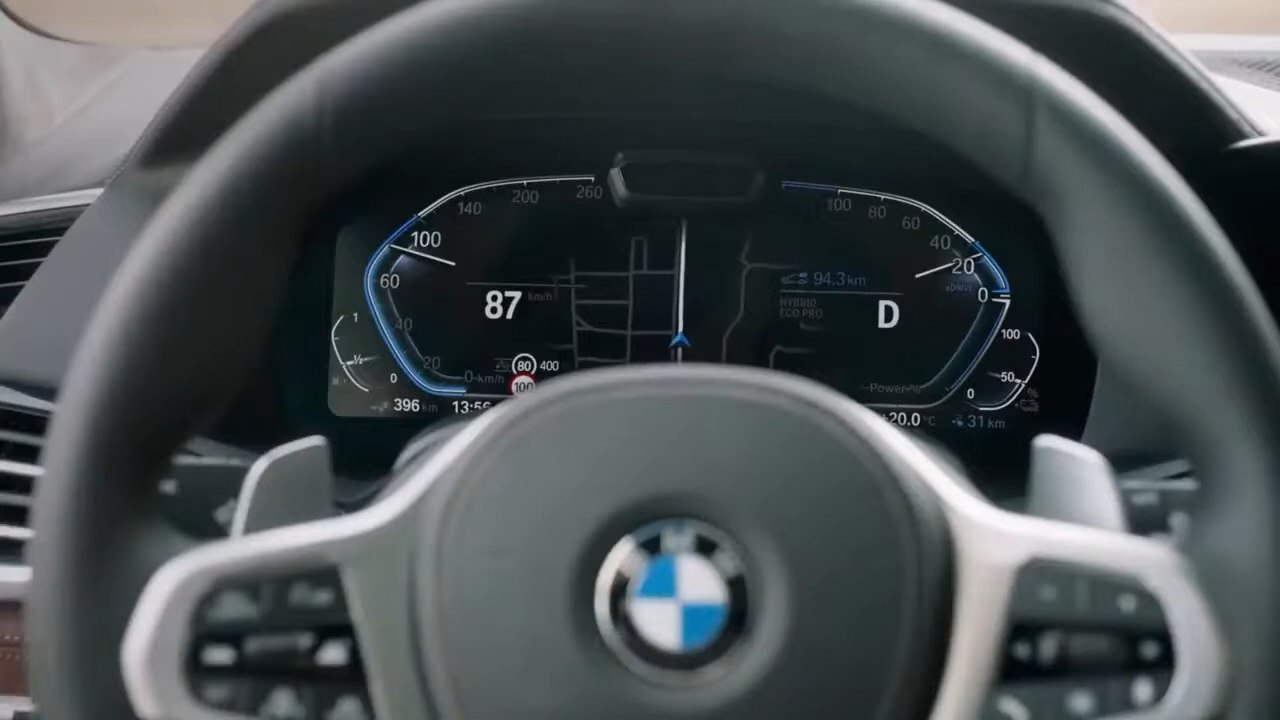 260
200
140
100
60
40
20
0 km/h
87 km/h
80 400
100
1
1/2
0
396 km
13:56
100
80
60
40
20
0
eDRIVE
94.3 km
HYBRID
ECO PRO
D
Power %
100
50
0
20.0 °C
31 km